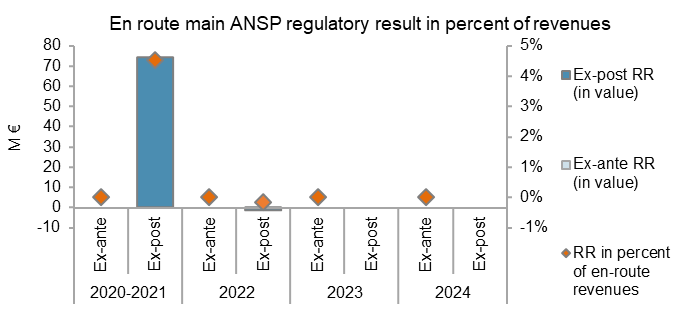 En route main ANSP regulatory result in percent of revenues
M €
80
70
60
50
40
30
20
10
0
-10
5%
4%
3%
2%
1%
0%
-1%
Ex-ante
Ex-post
Ex-ante
Ex-post
Ex-ante
Ex-post
Ex-ante
Ex-post
2020-2021
2022
2023
2024
Ex-post RR
(in value)
Ex-ante RR
(in value)
RR in percent
of en-route
revenues